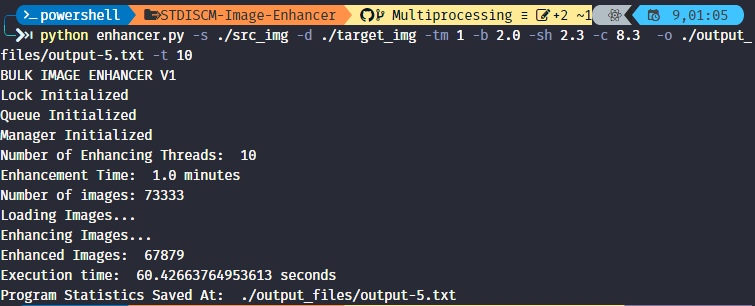 powershell STDISCM-Image-Enhancer Multiprocessing ≡ +2 ~1 9,01:05
python enhancer.py -s ./src_img -d ./target_img -tm 1 -b 2.0 -sh 2.3 -c 8.3  -o ./output_
files/output-5.txt -t 10
BULK IMAGE ENHANCER V1
Lock Initialized
Queue Initialized
Manager Initialized
Number of Enhancing Threads:  10
Enhancement Time:  1.0 minutes
Number of images: 73333
Loading Images...
Enhancing Images...
Enhanced Images:  67879
Execution time:  60.42663764953613 seconds
Program Statistics Saved At:  ./output_files/output-5.txt